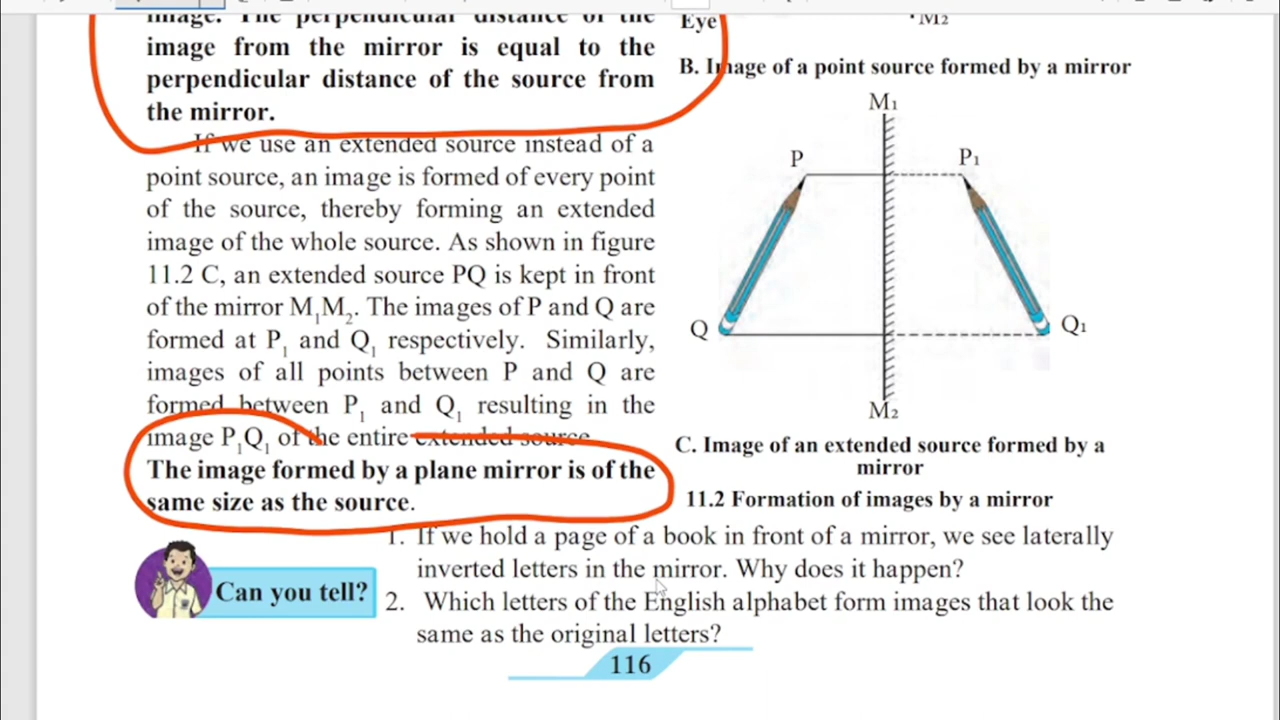 image. The perpendicular distance of the
image from the mirror is equal to the
perpendicular distance of the source from
the mirror.
If we use an extended source instead of a
point source, an image is formed of every point
of the source, thereby forming an extended
image of the whole source. As shown in figure
11.2 C, an extended source PQ is kept in front
of the mirror M₁M₂. The images of P and Q are
formed at P₁ and Q₁ respectively. Similarly,
images of all points between P and Q are
formed between P₁ and Q₁ resulting in the
image P₁Q₁ of the entire extended source.
The image formed by a plane mirror is of the
same size as the source.
Eye
M₂
B. Image of a point source formed by a mirror
M₁
P
P₁
Q
Q₁
M₂
C. Image of an extended source formed by a
mirror
11.2 Formation of images by a mirror
Can you tell?
1. If we hold a page of a book in front of a mirror, we see laterally
inverted letters in the mirror. Why does it happen?
2. Which letters of the English alphabet form images that look the
same as the original letters?
116